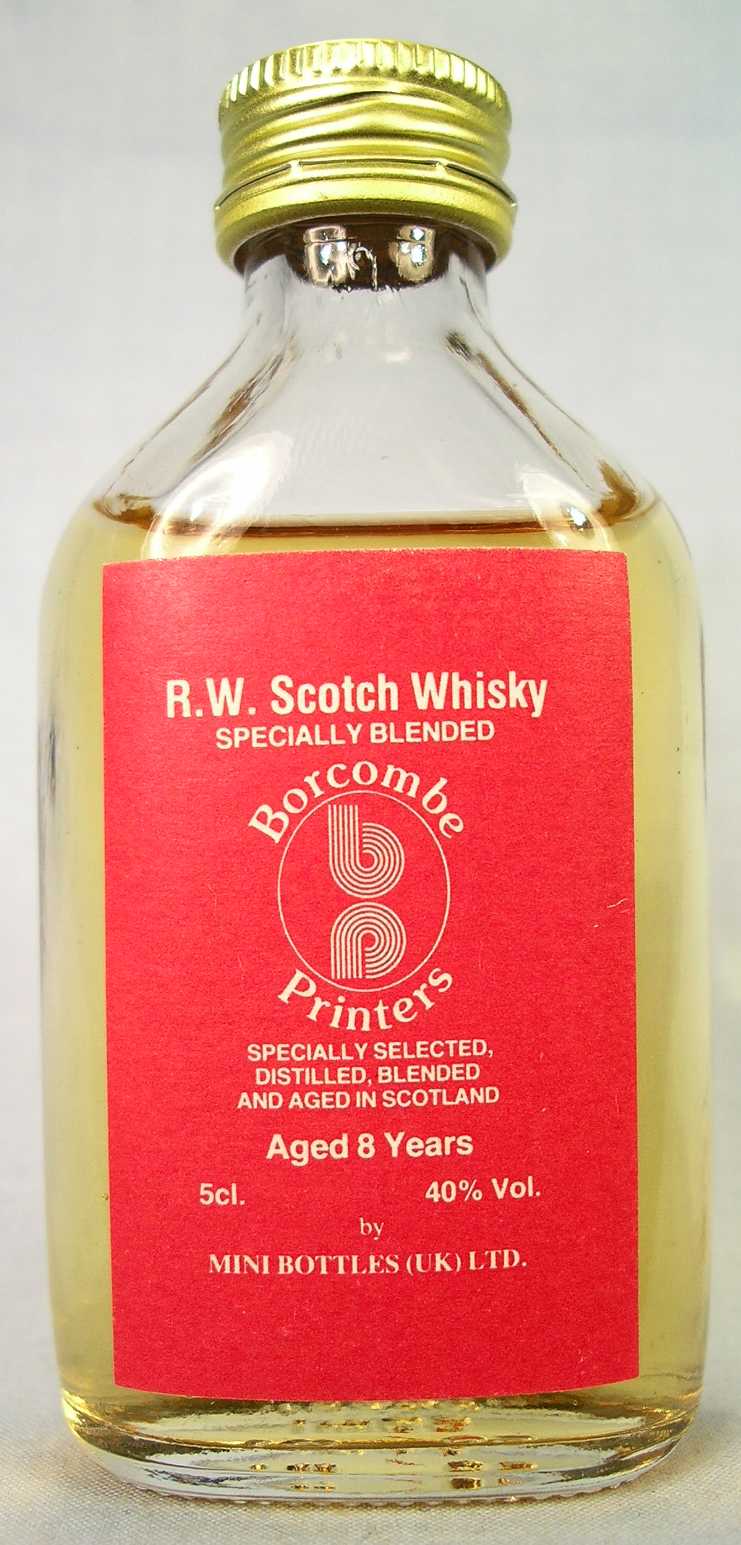 R.W. Scotch Whisky
SPECIALLY BLENDED
Borcombe
bp
Printers
SPECIALLY SELECTED,
DISTILLED, BLENDED
AND AGED IN SCOTLAND
Aged 8 Years
5cl. 40% Vol.
by
MINI BOTTLES (UK) LTD.